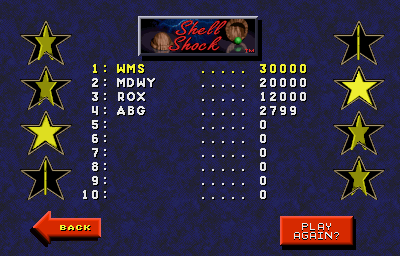 Shell
Shock
TM
1: WMS ..... 30000
2: MDWY ..... 20000
3: ROX ..... 12000
4: ABG ..... 2799
5: ..... 0
6: ..... 0
7: ..... 0
8: ..... 0
9: ..... 0
10: ..... 0
BACK
PLAY
AGAIN?